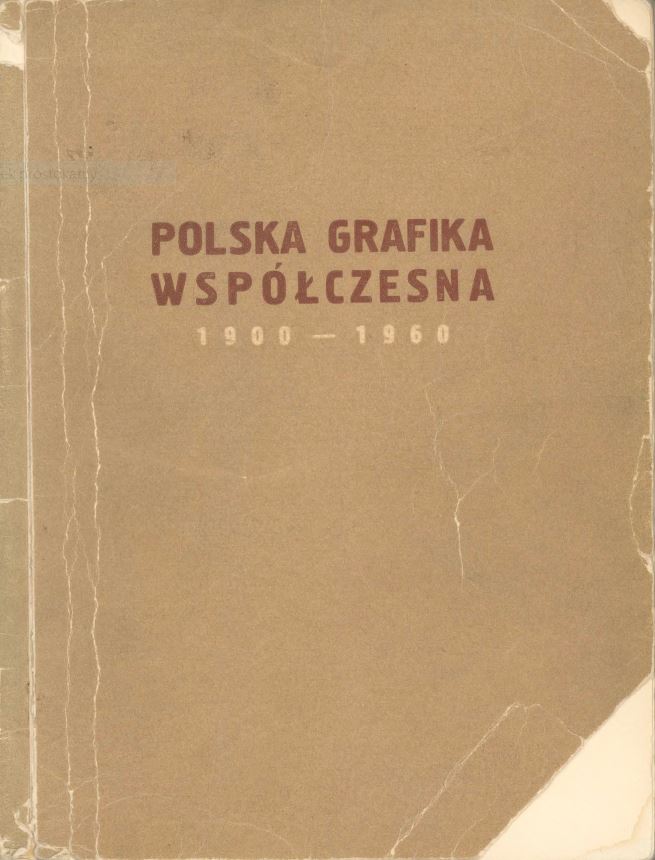 POLSKA GRAFIKA
WSPÓŁCZESNA
1900 — 1960